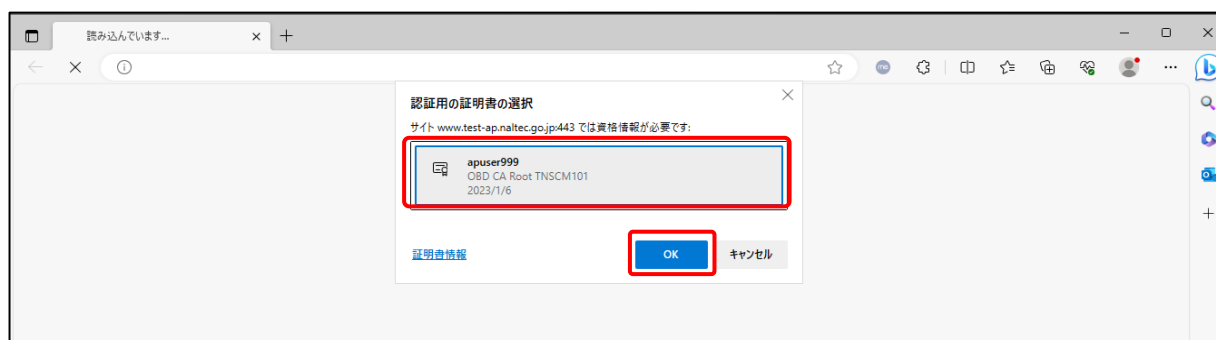 読み込んでいます...
認証用の証明書の選択
サイト www.test-ap.naltec.go.jp:443 では資格情報が必要です:
apuser999
OBD CA Root TNSCM101
2023/1/6
証明書情報
OK
キャンセル